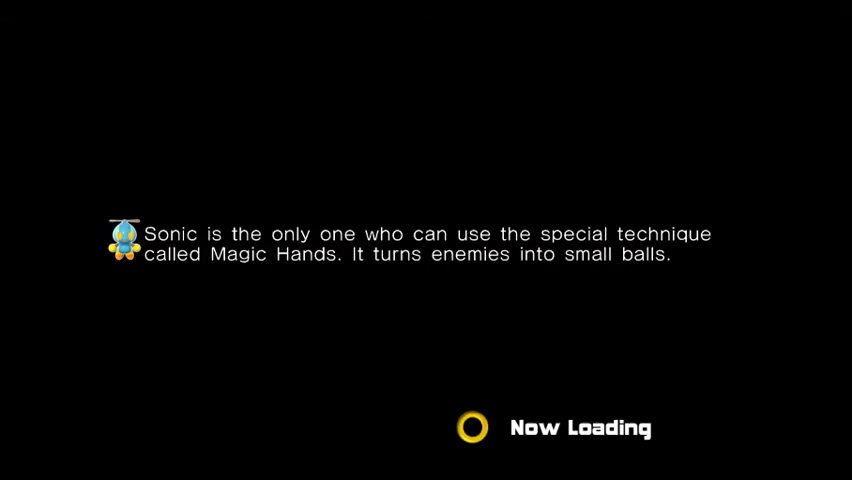 Sonic is the only one who can use the special technique
called Magic Hands. It turns enemies into small balls.
Now Loading